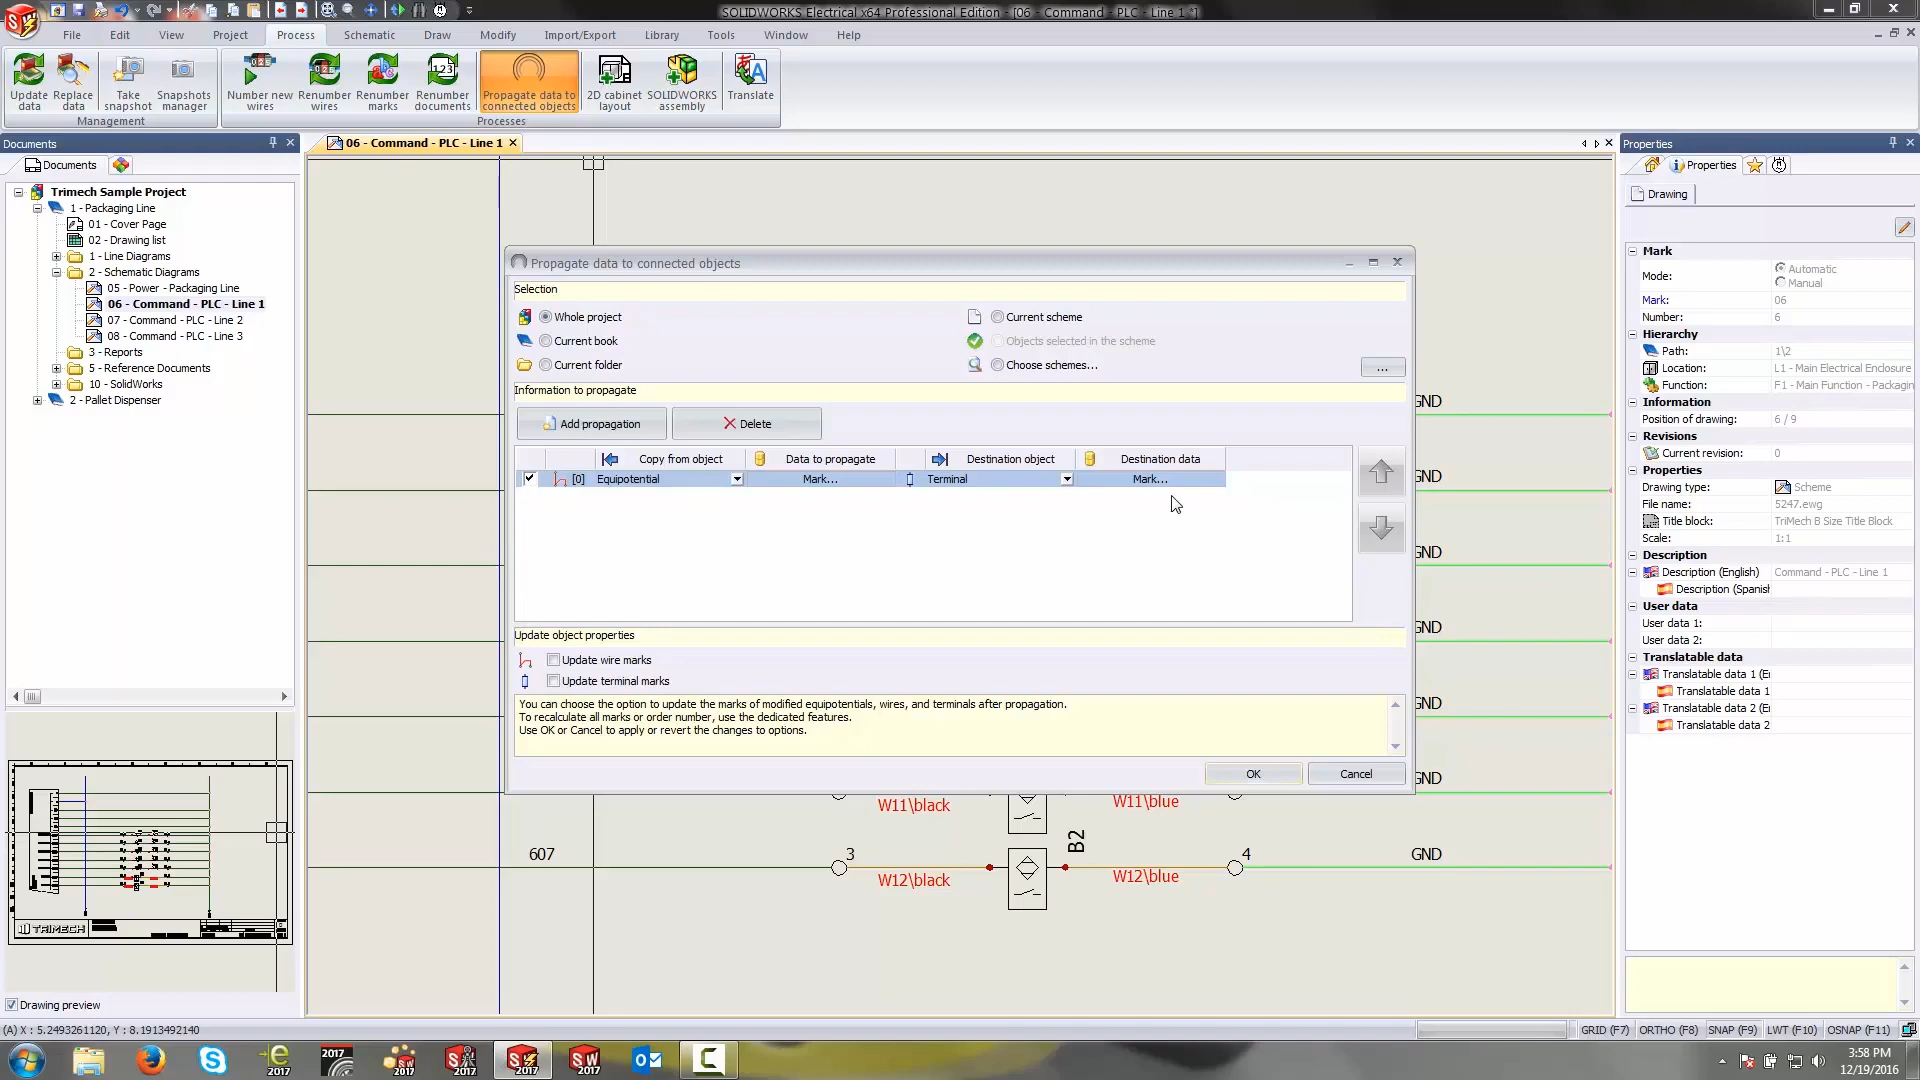 SOLIDWORKS Electrical x64 Professional Edition - [06 - Command - PLC - Line 1 *]
File Edit View Project Process Schematic Draw Modify Import/Export Library Tools Window Help
Update data
Replace data
Take snapshot
Snapshots manager
Management
Number new wires
Renumber wires
Renumber marks
Renumber documents
Propagate data to connected objects
2D cabinet layout
SOLIDWORKS assembly
Translate
Processes
Documents
Documents
Trimech Sample Project
1 - Packaging Line
01 - Cover Page
02 - Drawing list
1 - Line Diagrams
2 - Schematic Diagrams
05 - Power - Packaging Line
06 - Command - PLC - Line 1
07 - Command - PLC - Line 2
08 - Command - PLC - Line 3
3 - Reports
5 - Reference Documents
10 - SolidWorks
2 - Pallet Dispenser
TRIMECH
Drawing preview
06 - Command - PLC - Line 1
Propagate data to connected objects
Selection
Whole project
Current scheme
Current book
Objects selected in the scheme
Current folder
Choose schemes...
...
Information to propagate
Add propagation
Delete
Copy from object Data to propagate Destination object Destination data
[0] Equipotential Mark... Terminal Mark...
Update object properties
Update wire marks
Update terminal marks
You can choose the option to update the marks of modified equipotentials, wires, and terminals after propagation.
To recalculate all marks or order number, use the dedicated features.
Use OK or Cancel to apply or revert the changes to options.
OK Cancel
GND
GND
GND
GND
GND
GND
W11\black
W11\blue
B2
607
3
W12\black
W12\blue
4
GND
Properties
Properties
Drawing
Mark
Mode: Automatic
Manual
Mark: 06
Number: 6
Hierarchy
Path: 1\2
Location: L1 - Main Electrical Enclosure
Function: F1 - Main Function - Packagin
Information
Position of drawing: 6 / 9
Revisions
Current revision: 0
Properties
Drawing type: Scheme
File name: 5247.ewg
Title block: TriMech B Size Title Block
Scale: 1:1
Description
Description (English) Command - PLC - Line 1
Description (Spanish
User data
User data 1:
User data 2:
Translatable data
Translatable data 1 (E
Translatable data 1
Translatable data 2 (E
Translatable data 2
(A) X : 5.2493261120, Y : 8.1913492140
GRID (F7) ORTHO (F8) SNAP (F9) LWT (F10) OSNAP (F11)
3:58 PM
12/19/2016